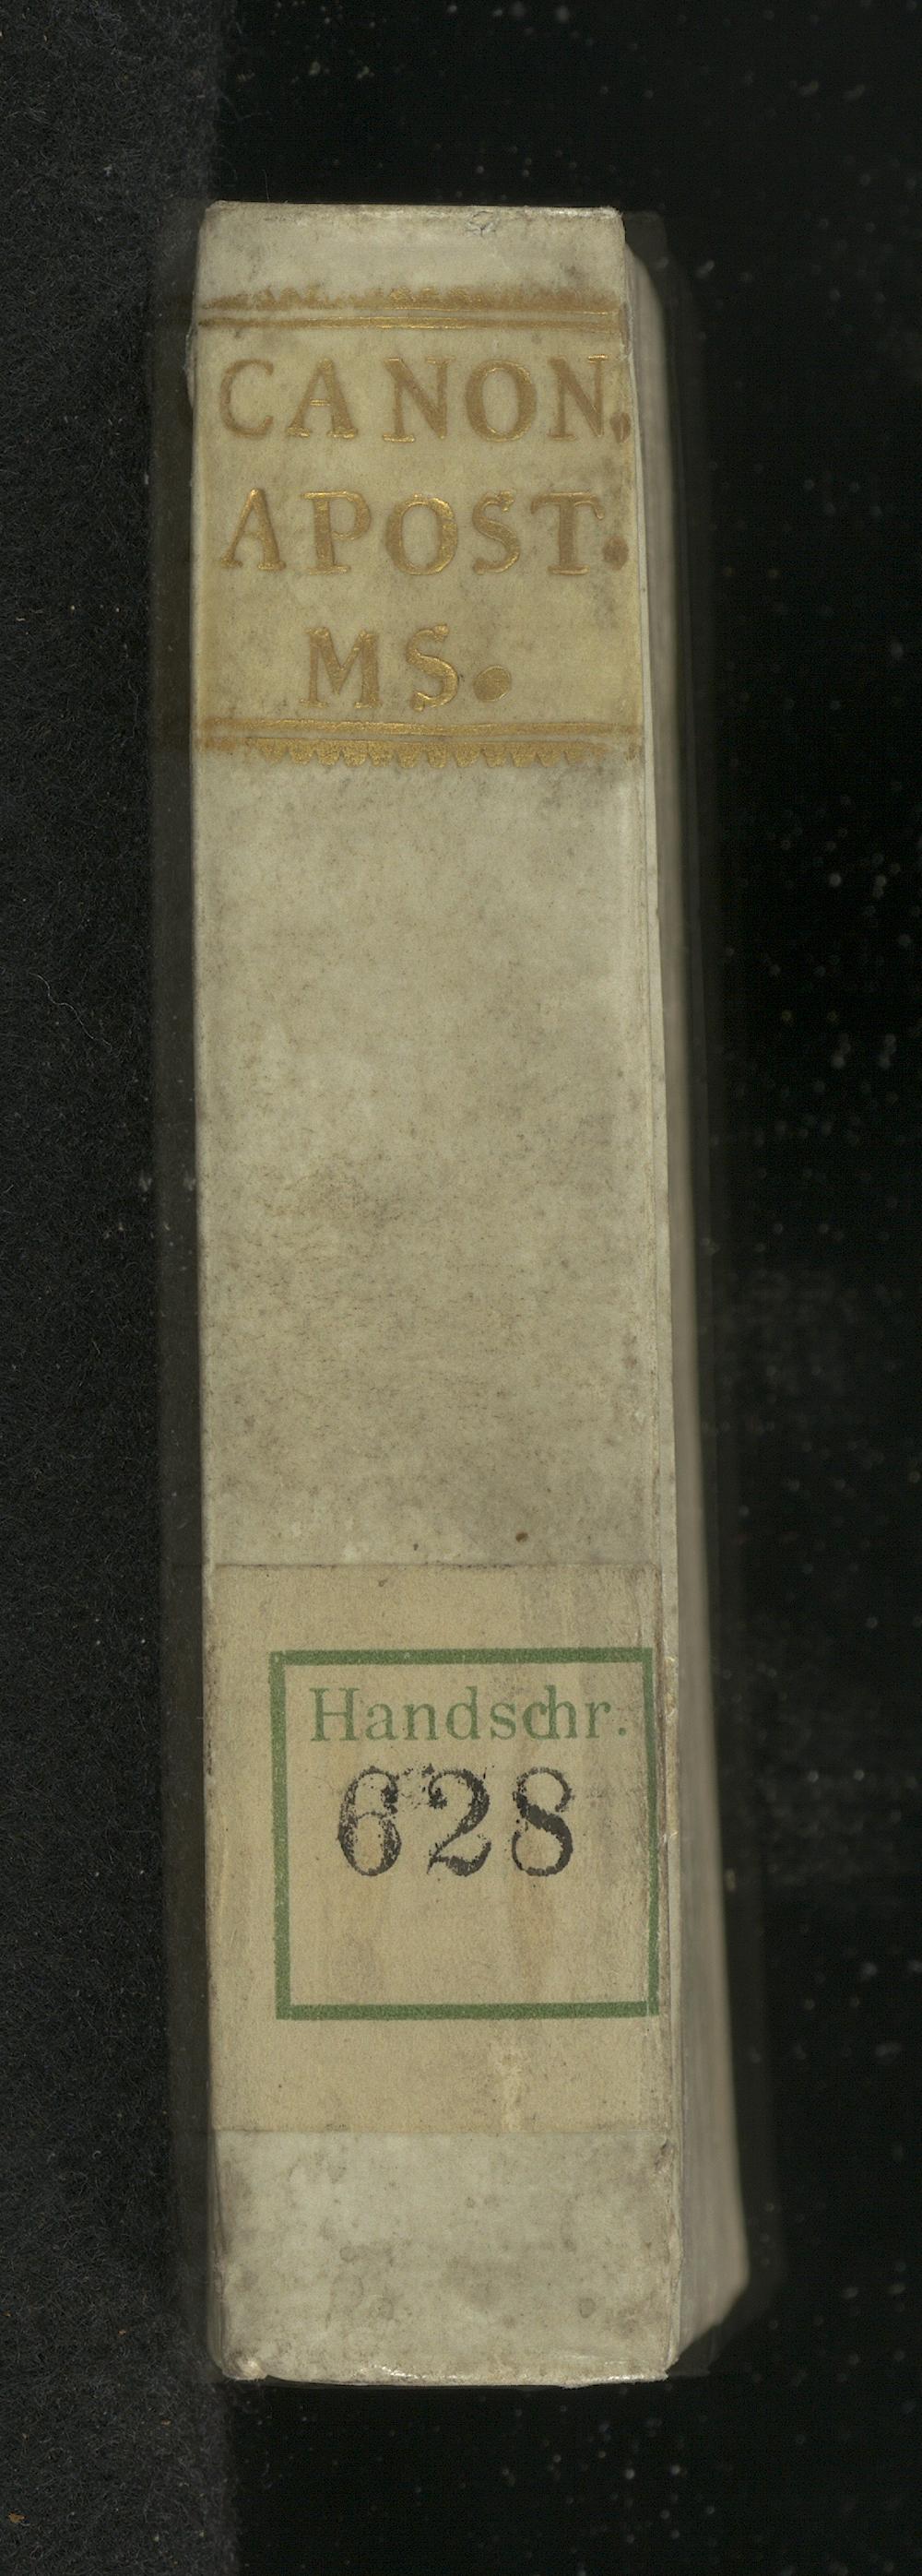 CANON.
APOST.
MS.
Handschr.
628